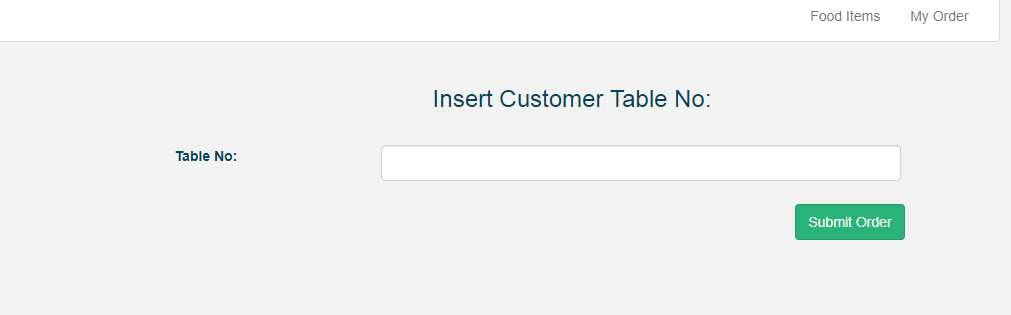 Food Items My Order
Insert Customer Table No:
Table No:
Submit Order